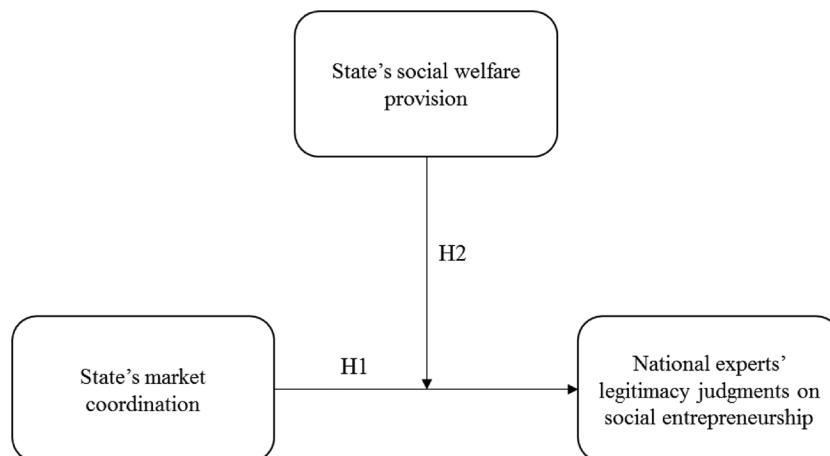 State’s social welfare
provision
H2
H1
State’s market
coordination
National experts’
legitimacy judgments on
social entrepreneurship